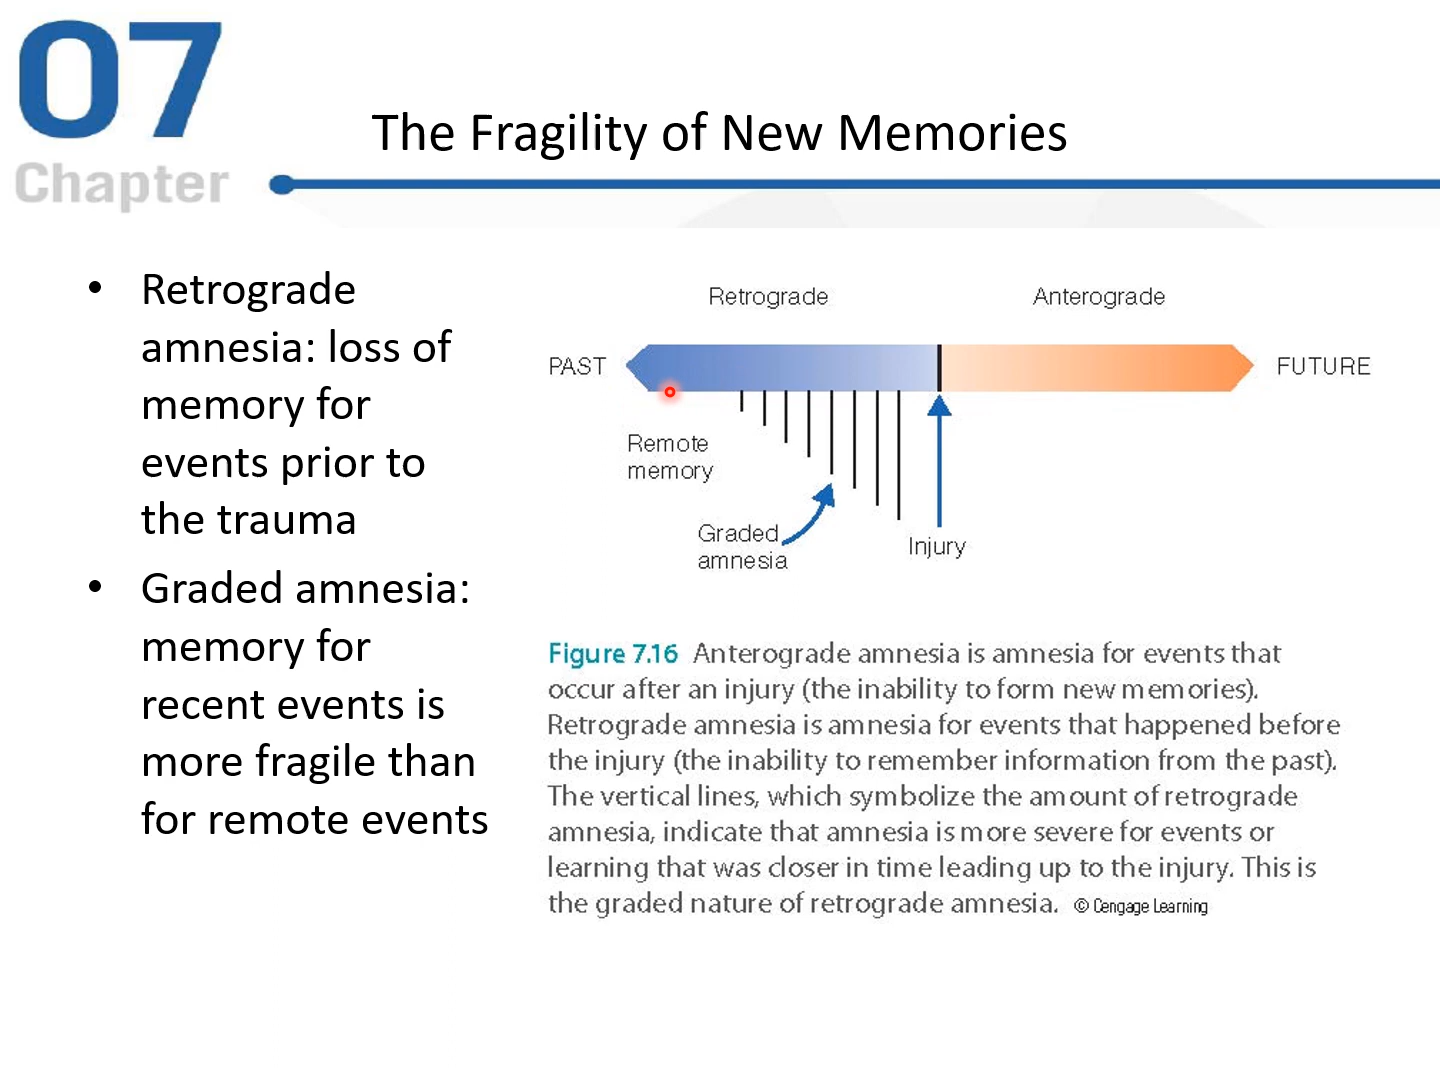 07
Chapter
The Fragility of New Memories
• Retrograde
amnesia: loss of
memory for
events prior to
the trauma
• Graded amnesia:
memory for
recent events is
more fragile than
for remote events
Retrograde
Anterograde
PAST
FUTURE
Remote
memory
Graded
amnesia
Injury
Figure 7.16 Anterograde amnesia is amnesia for events that
occur after an injury (the inability to form new memories).
Retrograde amnesia is amnesia for events that happened before
the injury (the inability to remember information from the past).
The vertical lines, which symbolize the amount of retrograde
amnesia, indicate that amnesia is more severe for events or
learning that was closer in time leading up to the injury. This is
the graded nature of retrograde amnesia. © Cengage Learning